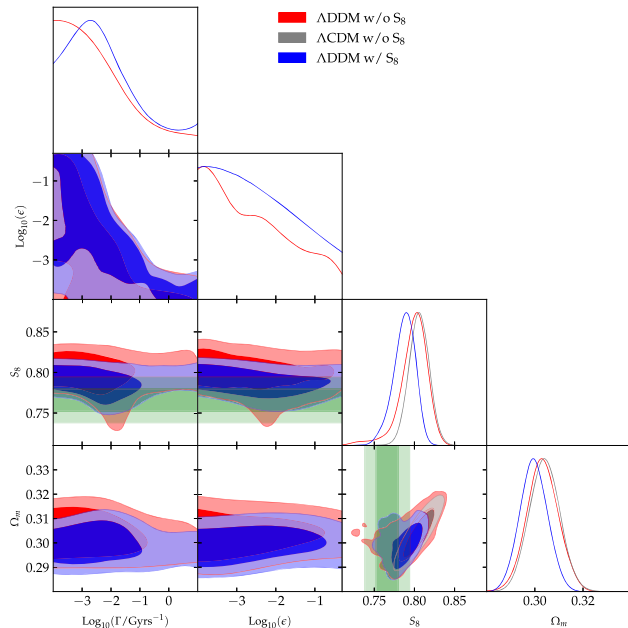 ΛDDM w/o S₈
ΛCDM w/o S₈
ΛDDM w/ S₈
Log₁₀(ϵ)
−1
−2
−3
S₈
0.85
0.80
0.75
Ωₘ
0.33
0.32
0.31
0.30
0.29
−3 −2 −1 0
−3 −2 −1
0.75 0.80 0.85
0.30 0.32
Log₁₀(Γ/Gyrs⁻¹)
Log₁₀(ϵ)
S₈
Ωₘ